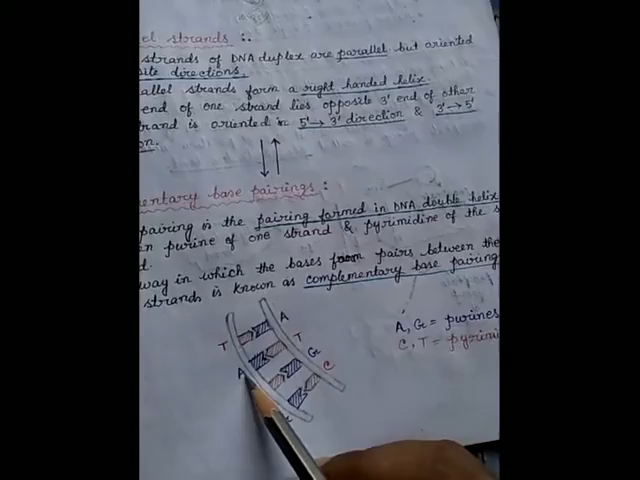 el strands :.
strands of DNA duplex are parallel but oriented
site directions.
allel strands form a right handed helix.
end of one strand lies opposite 3' end of other
rand is oriented in 5' → 3' direction & 3' → 5'
on.
entary base pairings :
pairing is the pairing formed in DNA double helix
en purine of one strand & pyrimidine of the s
d.
way in which the bases from pairs between the
strands is known as complementary base pairing
A
T
T
A
G
C
A, G = purines
C, T = pyrimi